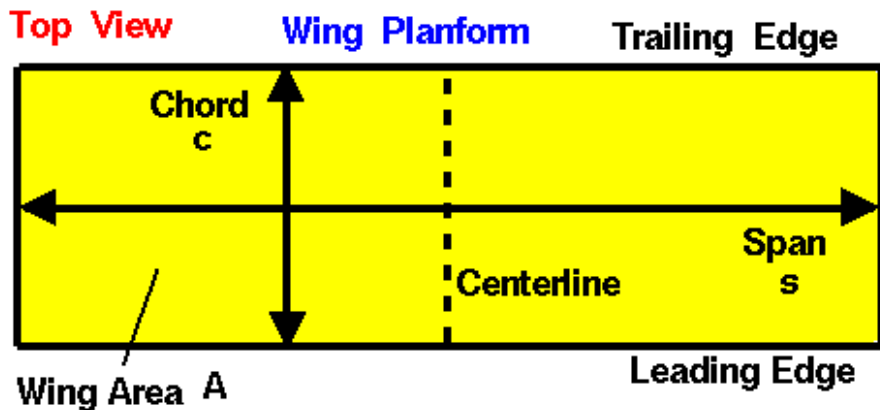 Top View
Wing Planform
Trailing Edge
Chord
c
Span
s
Centerline
Leading Edge
Wing Area A